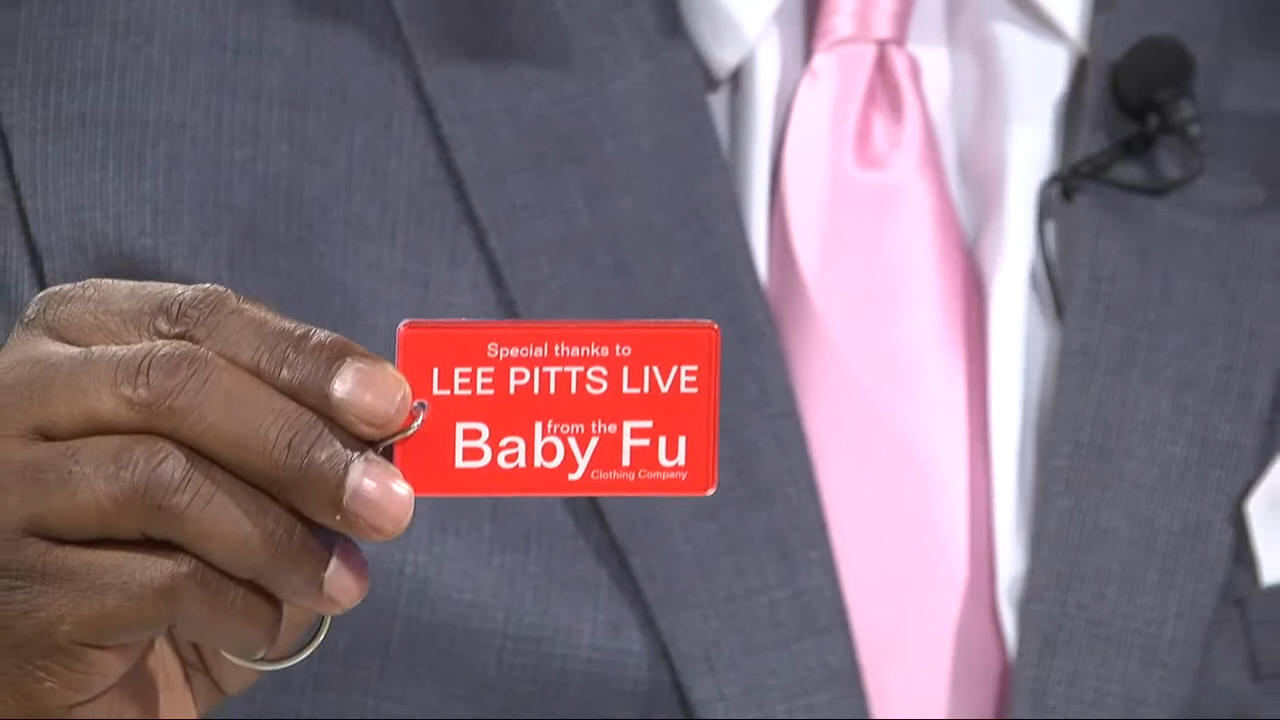 Special thanks to
LEE PITTS LIVE
from the
Baby Fu
Clothing Company